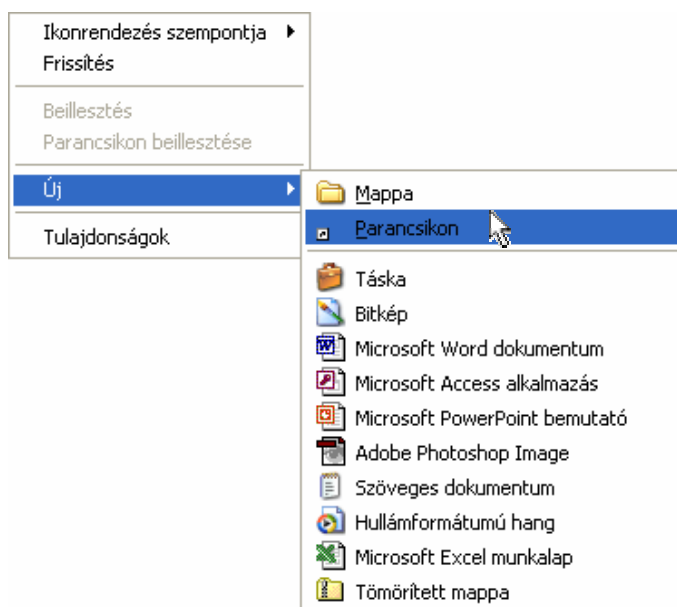 Ikonrendezés szempontja
Frissítés
Beillesztés
Parancsikon beillesztése
Új
Tulajdonságok
Mappa
Parancsikon
Táska
Bitkép
Microsoft Word dokumentum
Microsoft Access alkalmazás
Microsoft PowerPoint bemutató
Adobe Photoshop Image
Szöveges dokumentum
Hullámformátumú hang
Microsoft Excel munkalap
Tömörített mappa